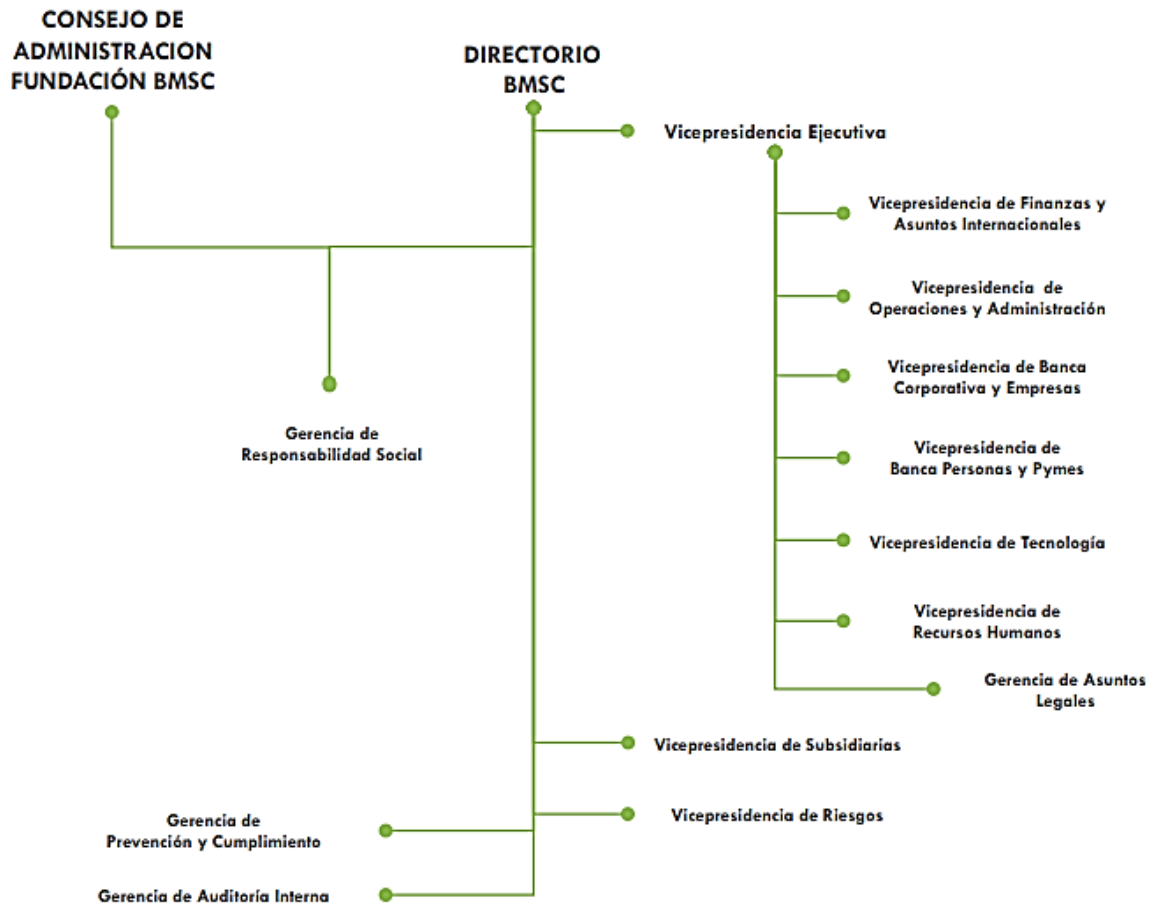 CONSEJO DE
ADMINISTRACION
FUNDACIÓN BMSC
DIRECTORIO
BMSC
Vicepresidencia Ejecutiva
Vicepresidencia de Finanzas y
Asuntos Internacionales
Vicepresidencia de
Operaciones y Administración
Vicepresidencia de Banca
Corporativa y Empresas
Gerencia de
Responsabilidad Social
Vicepresidencia de
Banca Personas y Pymes
Vicepresidencia de Tecnología
Vicepresidencia de
Recursos Humanos
Gerencia de Asuntos
Legales
Vicepresidencia de Subsidiarias
Vicepresidencia de Riesgos
Gerencia de
Prevención y Cumplimiento
Gerencia de Auditoría Interna